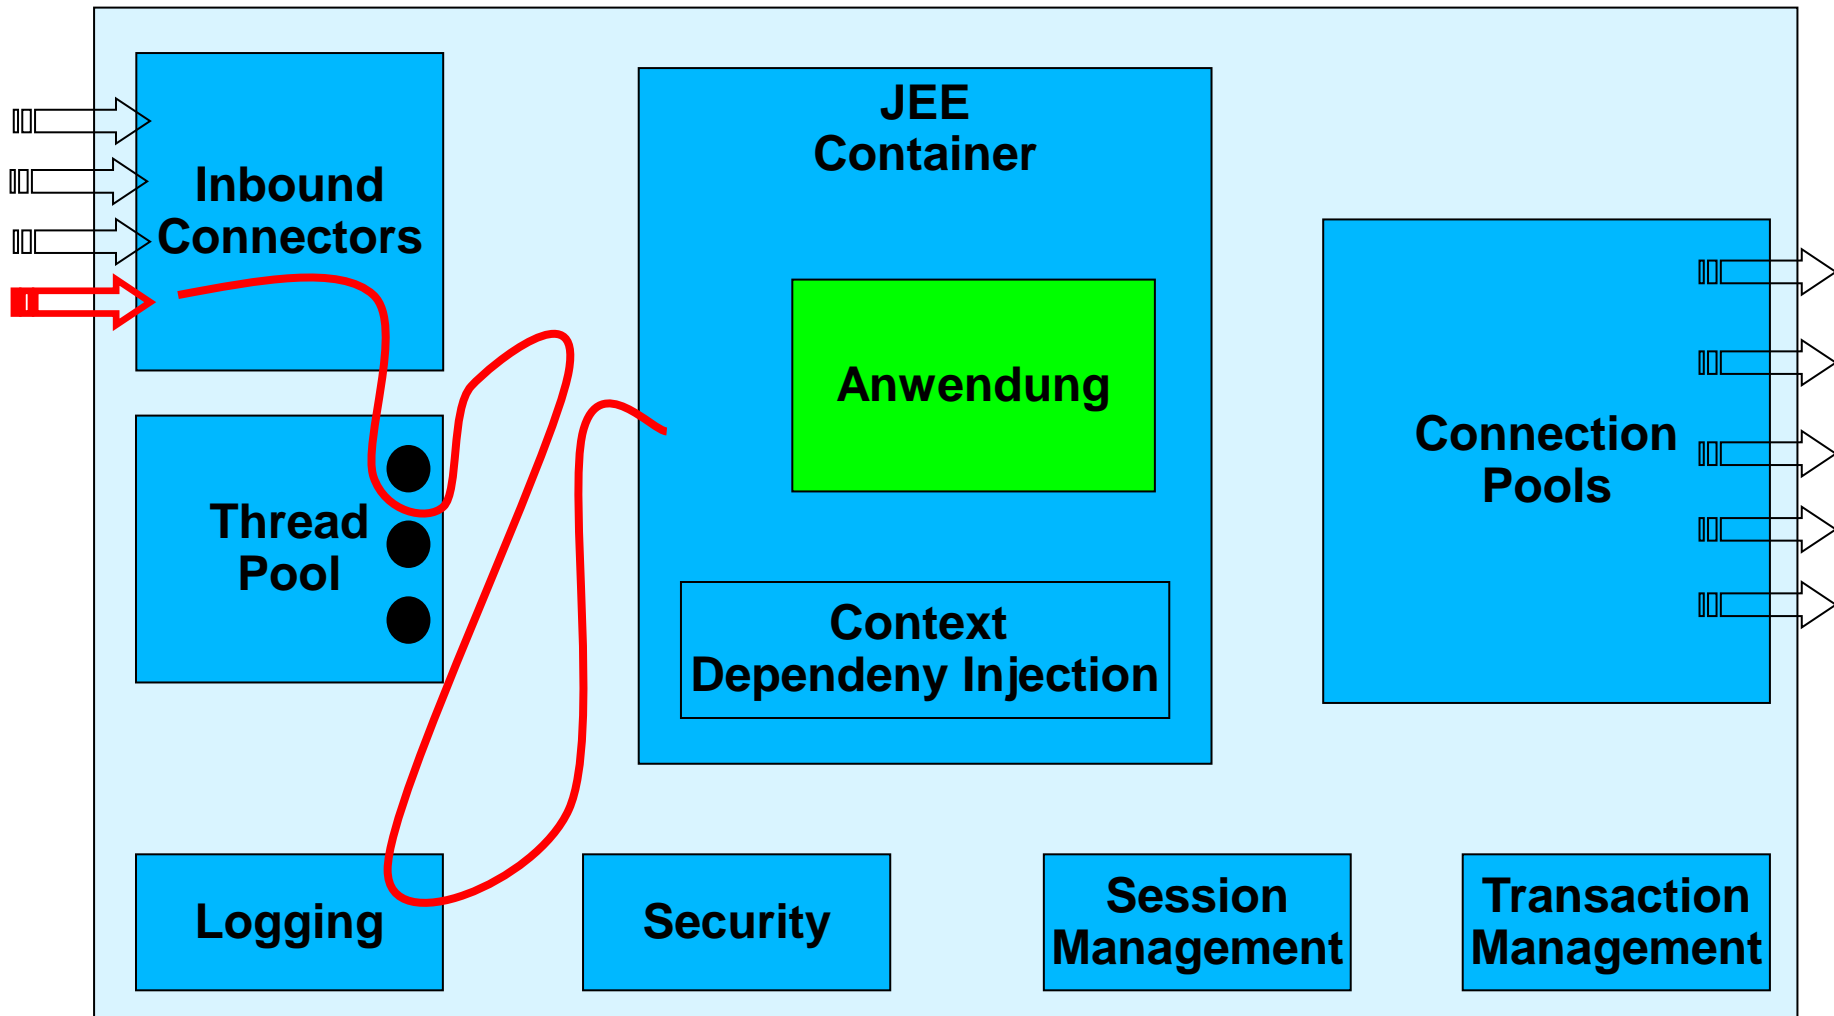 JEE
Container
Inbound
Connectors
Anwendung
Connection
Pools
Thread
Pool
Context
Dependeny Injection
Logging
Security
Session
Management
Transaction
Management